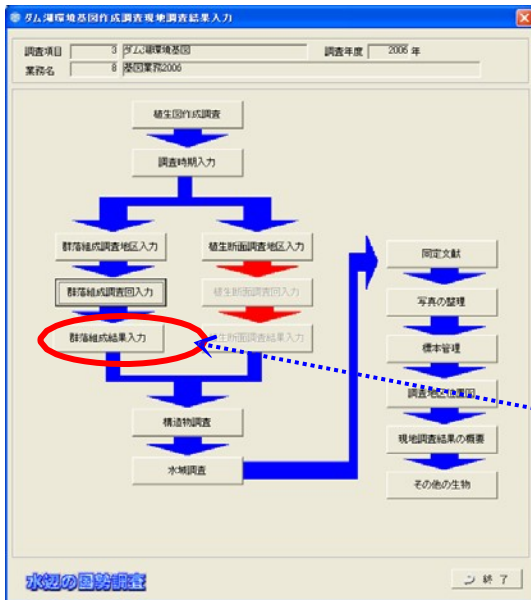 ダム湖環境基図作成調査現地調査結果入力
調査項目 3 ダム湖環境基図 調査年度 2006 年
業務名 8 基図業務2006
植生図作成調査
調査時期入力
群落組成調査地区入力
植生断面調査地区入力
群落組成調査回入力
植生断面調査回入力
群落組成結果入力
植生断面調査結果入力
構造物調査
水域調査
同定文献
写真の整理
標本管理
調査地区位置図
現地調査結果の概要
その他の生物
水辺の国勢調査
終了